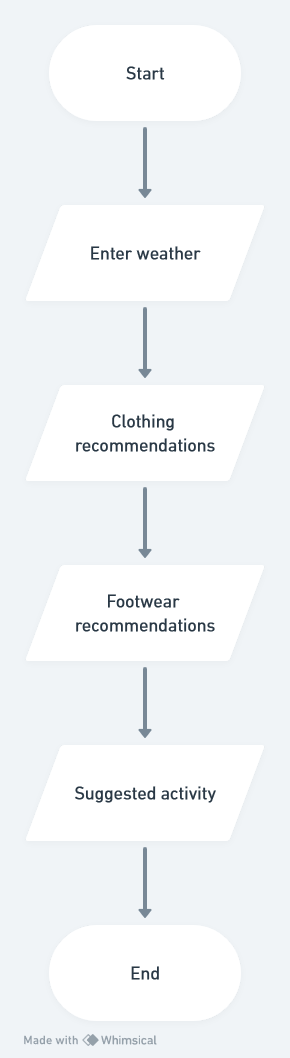 Start
Enter weather
Clothing
recommendations
Footwear
recommendations
Suggested activity
End
Made with Whimsical